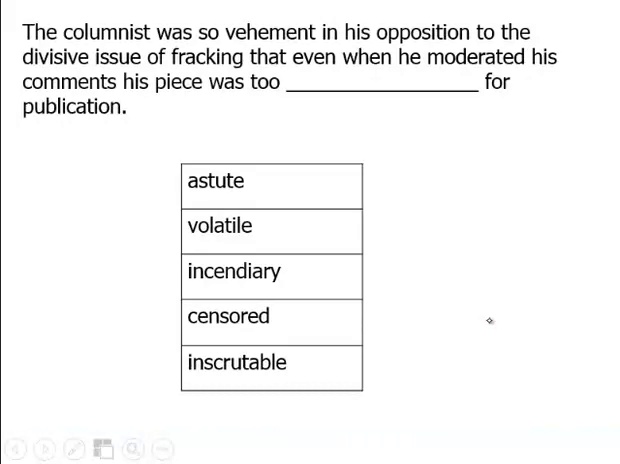 The columnist was so vehement in his opposition to the
divisive issue of fracking that even when he moderated his
comments his piece was too ________________ for
publication.
astute
volatile
incendiary
censored
inscrutable